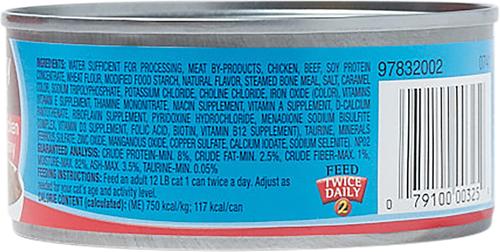 INGREDIENTS: WATER SUFFICIENT FOR PROCESSING, MEAT BY-PRODUCTS, CHICKEN, BEEF, SOY PROTEIN
CONCENTRATE, WHEAT FLOUR, MODIFIED FOOD STARCH, NATURAL FLAVOR, STEAMED BONE MEAL, SALT, CARAMEL
COLOR, SODIUM TRIPOLYPHOSPHATE, POTASSIUM CHLORIDE, CHOLINE CHLORIDE, IRON OXIDE (COLOR), VITAMINS
(VITAMIN E SUPPLEMENT, THIAMINE MONONITRATE, NIACIN SUPPLEMENT, VITAMIN A SUPPLEMENT, D-CALCIUM
PANTOTHENATE, RIBOFLAVIN SUPPLEMENT, PYRIDOXINE HYDROCHLORIDE, MENADIONE SODIUM BISULFITE
COMPLEX, VITAMIN D3 SUPPLEMENT, FOLIC ACID, BIOTIN, VITAMIN B12 SUPPLEMENT), TAURINE, MINERALS
(FERROUS SULFATE, ZINC OXIDE, MANGANOUS OXIDE, COPPER SULFATE, CALCIUM IODATE, SODIUM SELENITE). NP02
GUARANTEED ANALYSIS: CRUDE PROTEIN-MIN. 8%, CRUDE FAT-MIN. 2.5%, CRUDE FIBER-MAX. 1%,
MOISTURE-MAX. 82%, ASH-MAX. 3.5%, TAURINE-MIN. 0.05%
FEEDING INSTRUCTIONS: Feed an adult 12 LB cat 1 can twice a day. Adjust as
needed for your cat's age and activity level.
CALORIE CONTENT (calculated): (ME) 750 kcal/kg; 117 kcal/can
FEED
TWICE
DAILY
2
97832002
0 79100 00325